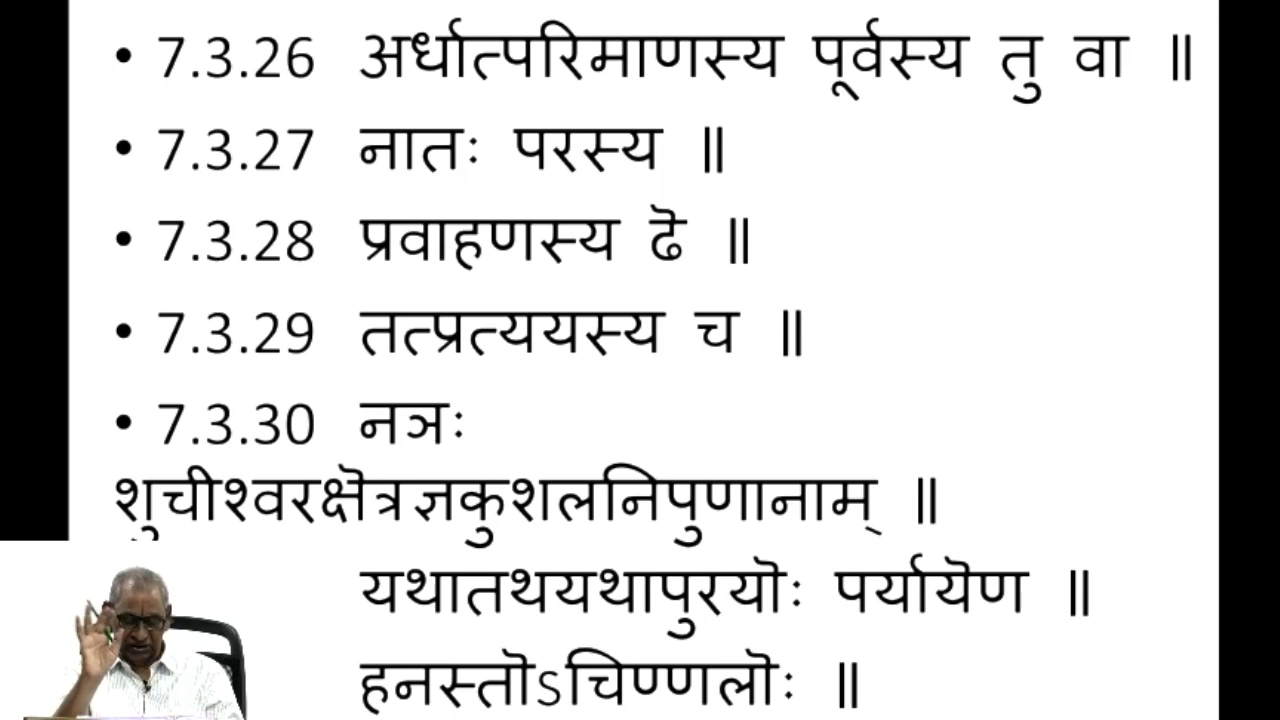 • 7.3.26 अर्धात्परिमाणस्य पूर्वस्य तु वा ॥
• 7.3.27 नातः परस्य ॥
• 7.3.28 प्रवाहणस्य ढॆ ॥
• 7.3.29 तत्प्रत्ययस्य च ॥
• 7.3.30 नञः
शुचीश्वरक्षॆत्रज्ञकुशलनिपुणानाम् ॥
यथातथयथापुरयॊः पर्यायॆण ॥
हनस्तॊऽचिण्णलॊः ॥